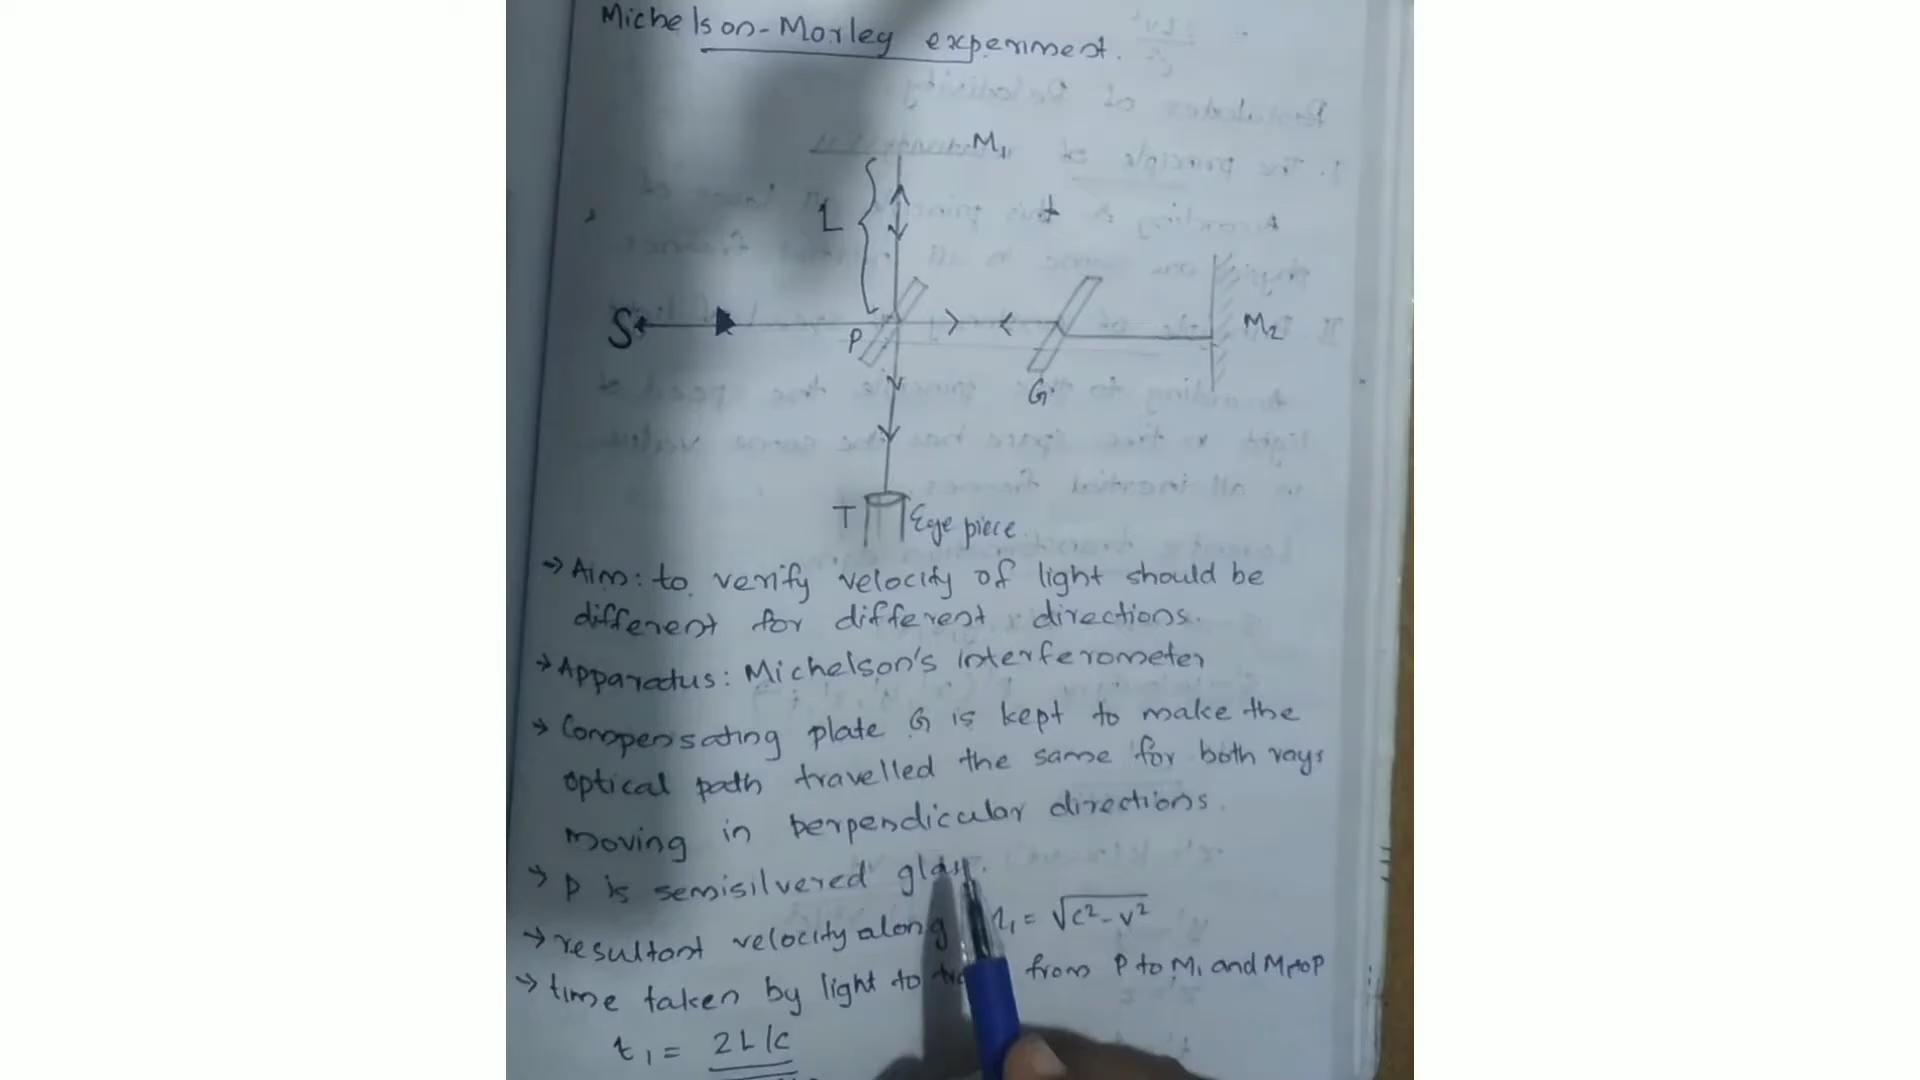 Michelson-Morley experiment.
M1
L
S
P
M2
G
T Eye piece
→ Aim: to verify velocity of light should be
different for different directions.
→ Apparatus: Michelson's interferometer
→ Compensating plate G is kept to make the
optical path travelled the same for both rays
moving in perpendicular directions.
→ P is semisilvered glass.
→ resultant velocity along = √c²-v²
→ time taken by light to from P to M1 and M1 to P
t1 = 2L/c